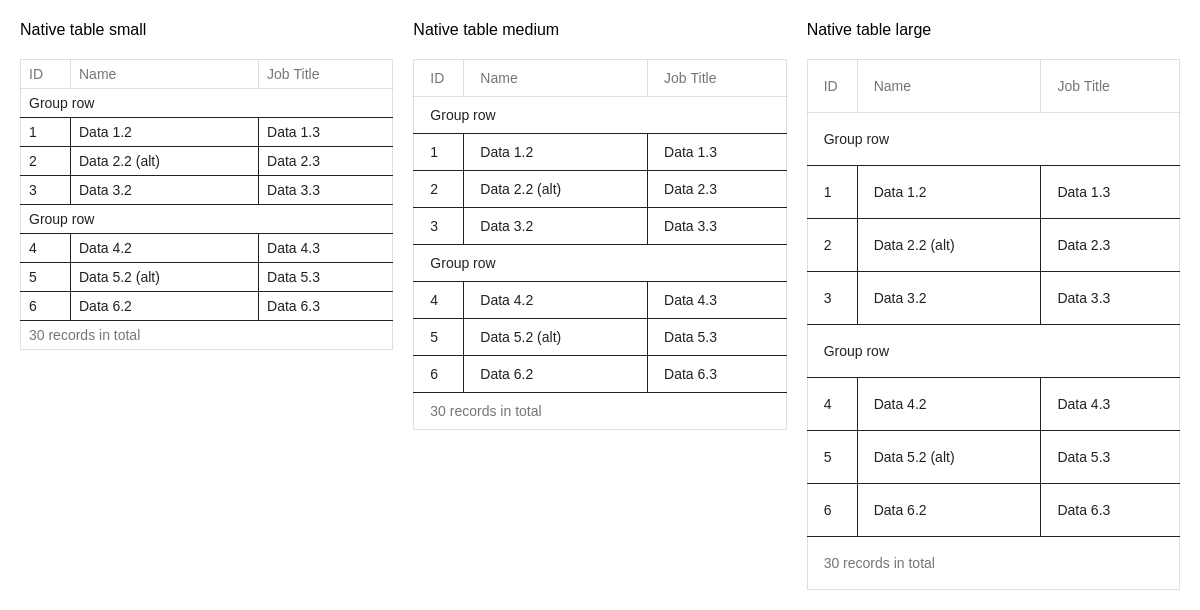 Native table small
ID Name Job Title
Group row
1 Data 1.2 Data 1.3
2 Data 2.2 (alt) Data 2.3
3 Data 3.2 Data 3.3
Group row
4 Data 4.2 Data 4.3
5 Data 5.2 (alt) Data 5.3
6 Data 6.2 Data 6.3
30 records in total
Native table medium
ID Name Job Title
Group row
1 Data 1.2 Data 1.3
2 Data 2.2 (alt) Data 2.3
3 Data 3.2 Data 3.3
Group row
4 Data 4.2 Data 4.3
5 Data 5.2 (alt) Data 5.3
6 Data 6.2 Data 6.3
30 records in total
Native table large
ID Name Job Title
Group row
1 Data 1.2 Data 1.3
2 Data 2.2 (alt) Data 2.3
3 Data 3.2 Data 3.3
Group row
4 Data 4.2 Data 4.3
5 Data 5.2 (alt) Data 5.3
6 Data 6.2 Data 6.3
30 records in total